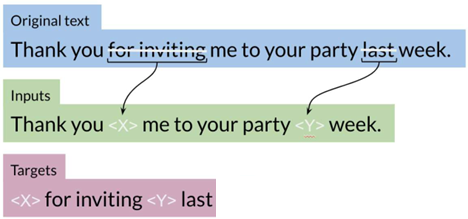 Original text
Thank you for inviting me to your party last week.
Inputs
Thank you <X> me to your party <Y> week.
Targets
<X> for inviting <Y> last